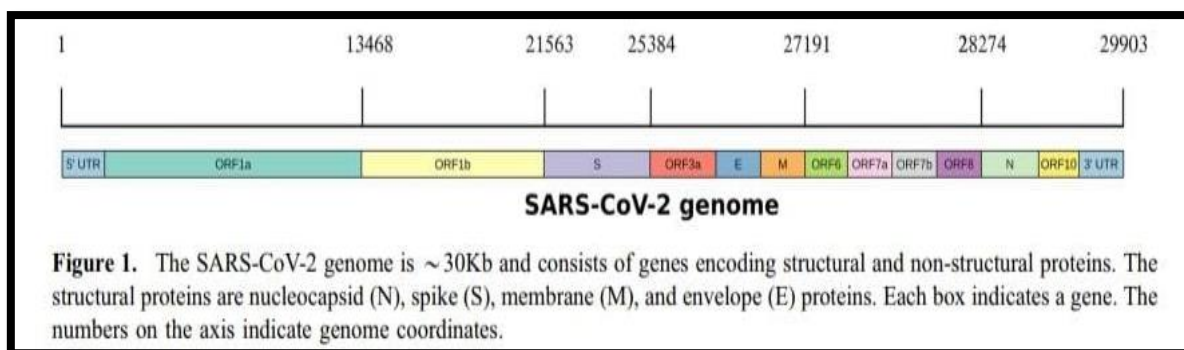 1 13468 21563 25384 27191 28274 29903
5' UTR ORF1a ORF1b S ORF3a E M ORF6 ORF7a ORF7b ORF8 N ORF10 3' UTR
SARS-CoV-2 genome
Figure 1. The SARS-CoV-2 genome is ~30Kb and consists of genes encoding structural and non-structural proteins. The
structural proteins are nucleocapsid (N), spike (S), membrane (M), and envelope (E) proteins. Each box indicates a gene. The
numbers on the axis indicate genome coordinates.